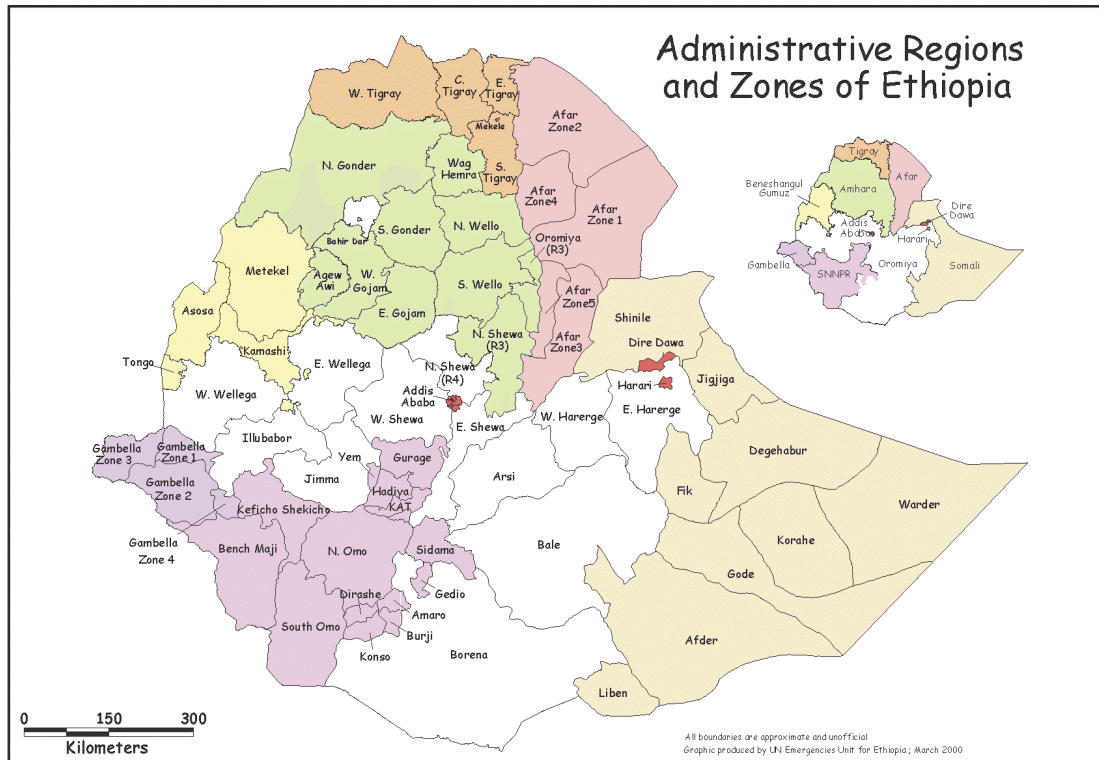 Administrative Regions
and Zones of Ethiopia
W. Tigray
C.
Tigray
E.
Tigray
Mekele
S.
Tigray
Afar
Zone2
Afar
Zone4
Afar
Zone 1
N. Gonder
Wag
Hemra
S. Gonder
N. Wello
Oromiya
(R3)
Bahir Dar
Metekel
Agew
Awi
W.
Gojam
S. Wello
Afar
Zone5
Asosa
E. Gojam
N. Shewa
(R3)
Afar
Zone3
Shinile
Dire Dawa
Tongo
Kamashi
E. Wellega
N. Shewa
(R4)
Jigjiga
Harari
W. Wellega
Addis
Ababa
W. Shewa
E. Shewa
W. Harerge
E. Harerge
Illubabor
Gambella
Zone 3
Gambella
Zone 1
Yem
Gurage
Degehabur
Gambella
Zone 2
Jimma
Hadiya
KAT
Arsi
Fik
Warder
Keficho Shekicho
Gambella
Zone 4
Bench Maji
N. Omo
Sidama
Bale
Korahe
Gode
Gedio
Dirashe
Amaro
South Omo
Burji
Konso
Borena
Afder
Liben
Tigray
Beneshangul
Gumuz
Amhara
Afar
Dire
Dawa
Addis
Ababa
Harari
Gambella
SNNPR
Oromiya
Somali
0 150 300
Kilometers
All boundaries are approximate and unofficial
Graphic produced by UN Emergencies Unit for Ethiopia; March 2000